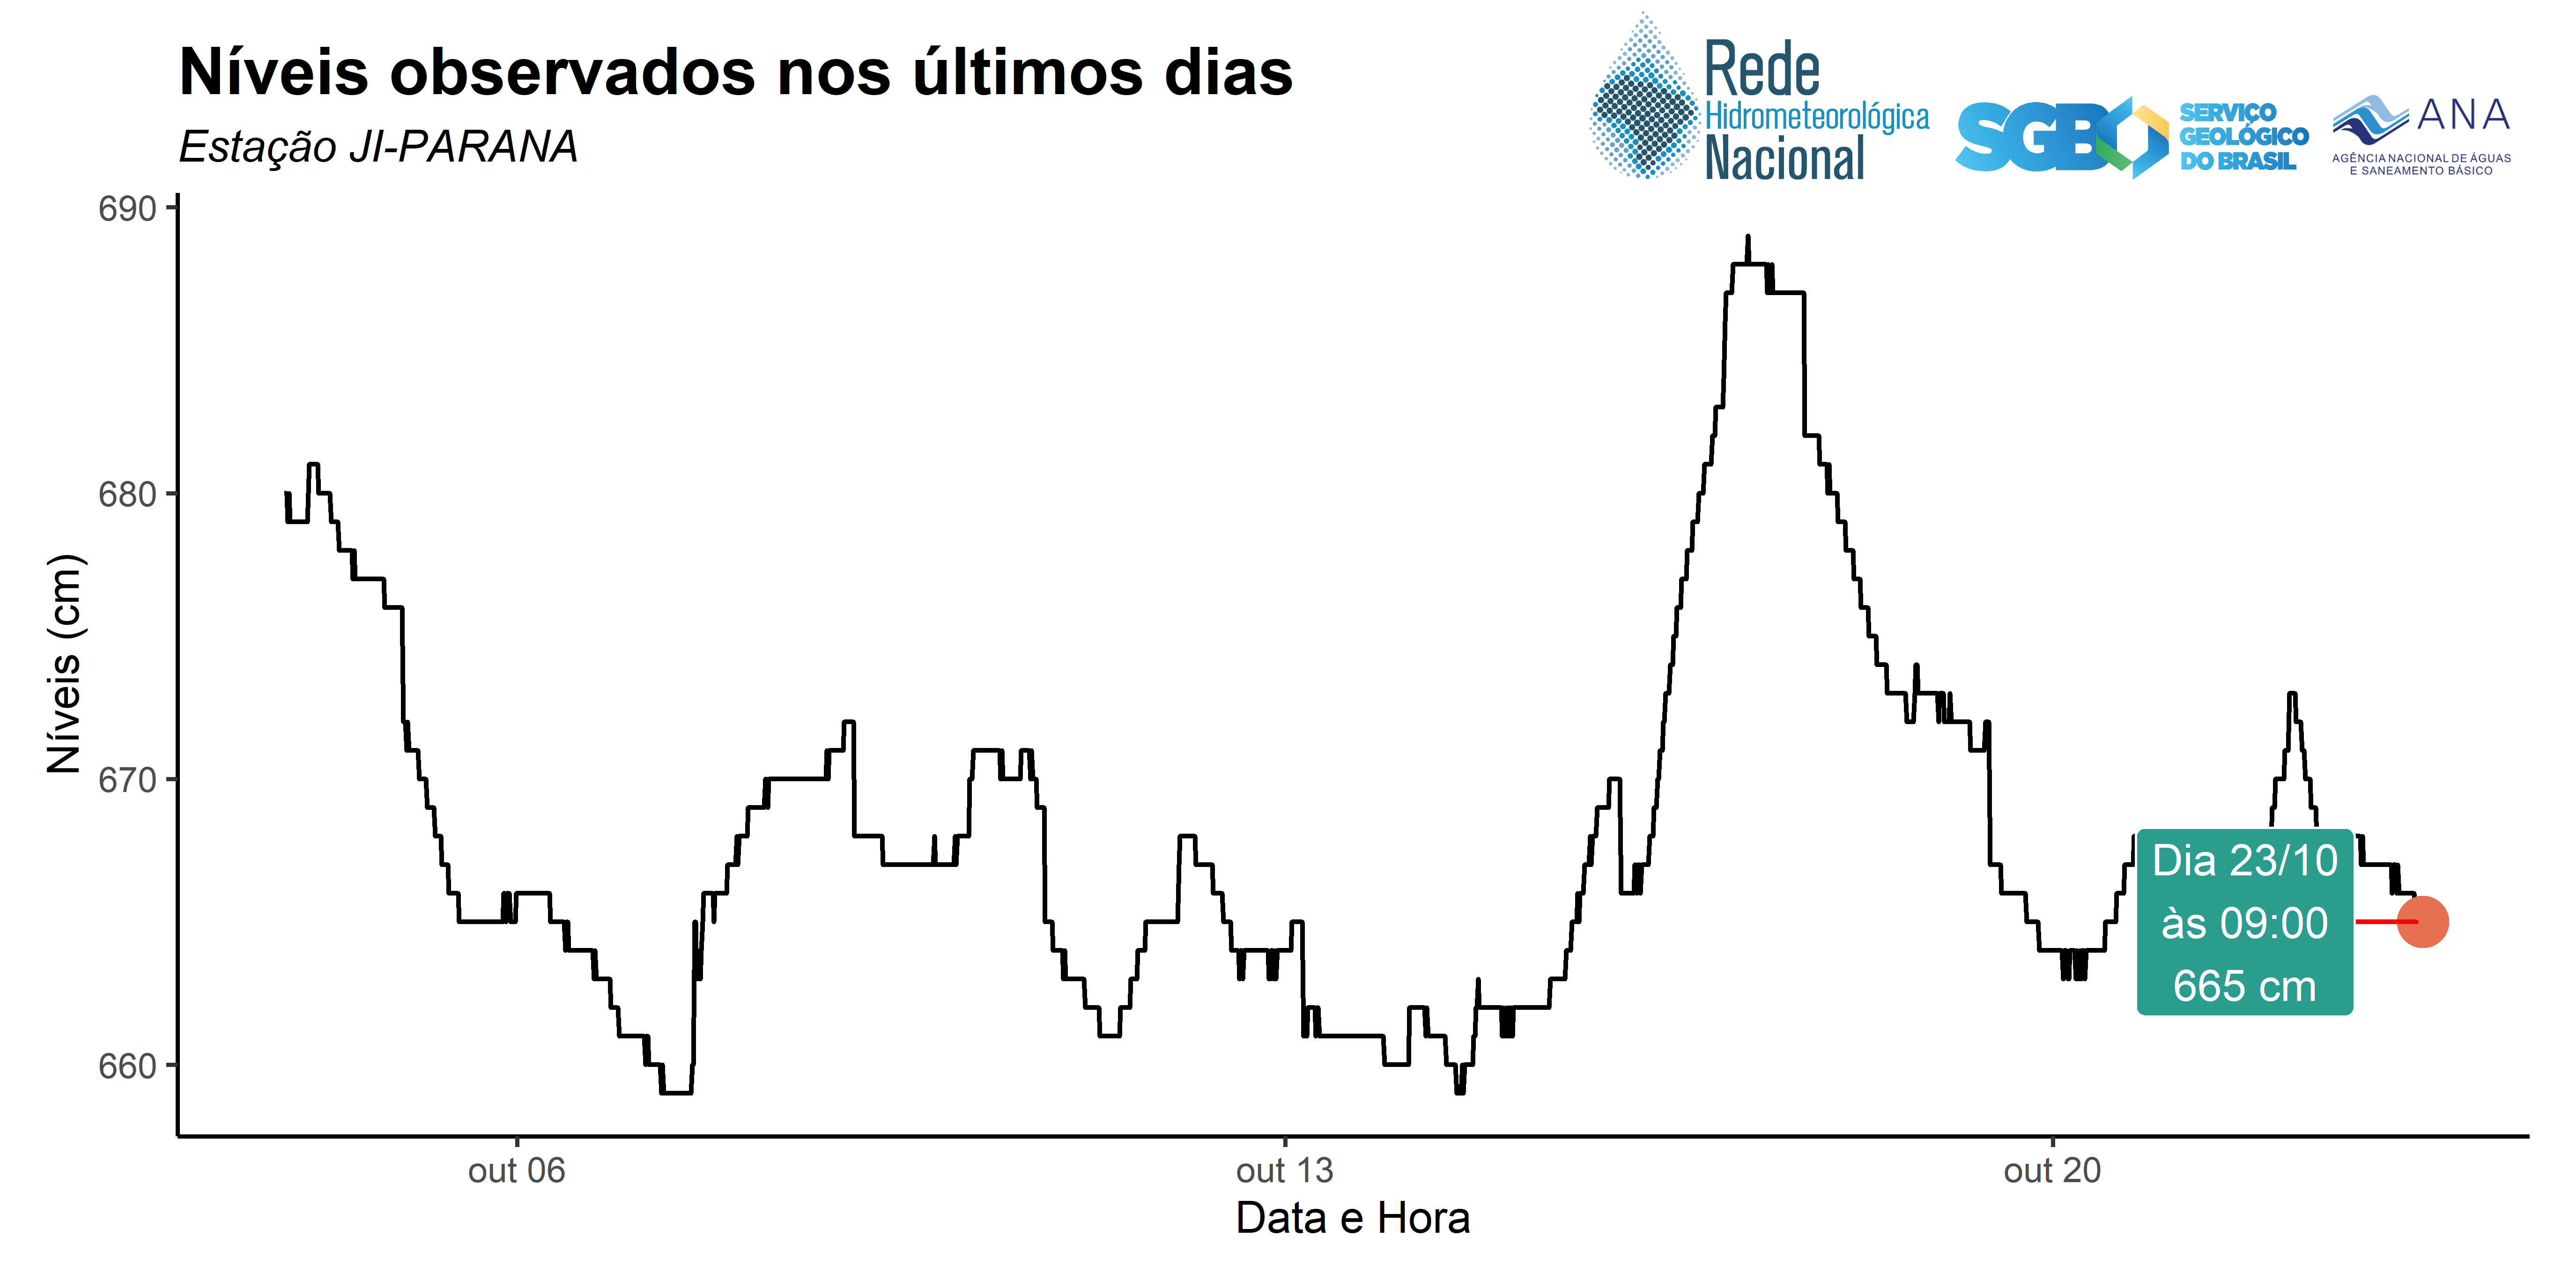 Níveis observados nos últimos dias
Estação JI-PARANA
Rede
Hidrometeorológica
Nacional
SGB
SERVIÇO
GEOLÓGICO
DO BRASIL
ANA
AGÊNCIA NACIONAL DE ÁGUAS
E SANEAMENTO BÁSICO
Níveis (cm)
690
680
670
660
Dia 23/10
às 09:00
665 cm
out 06
out 13
out 20
Data e Hora